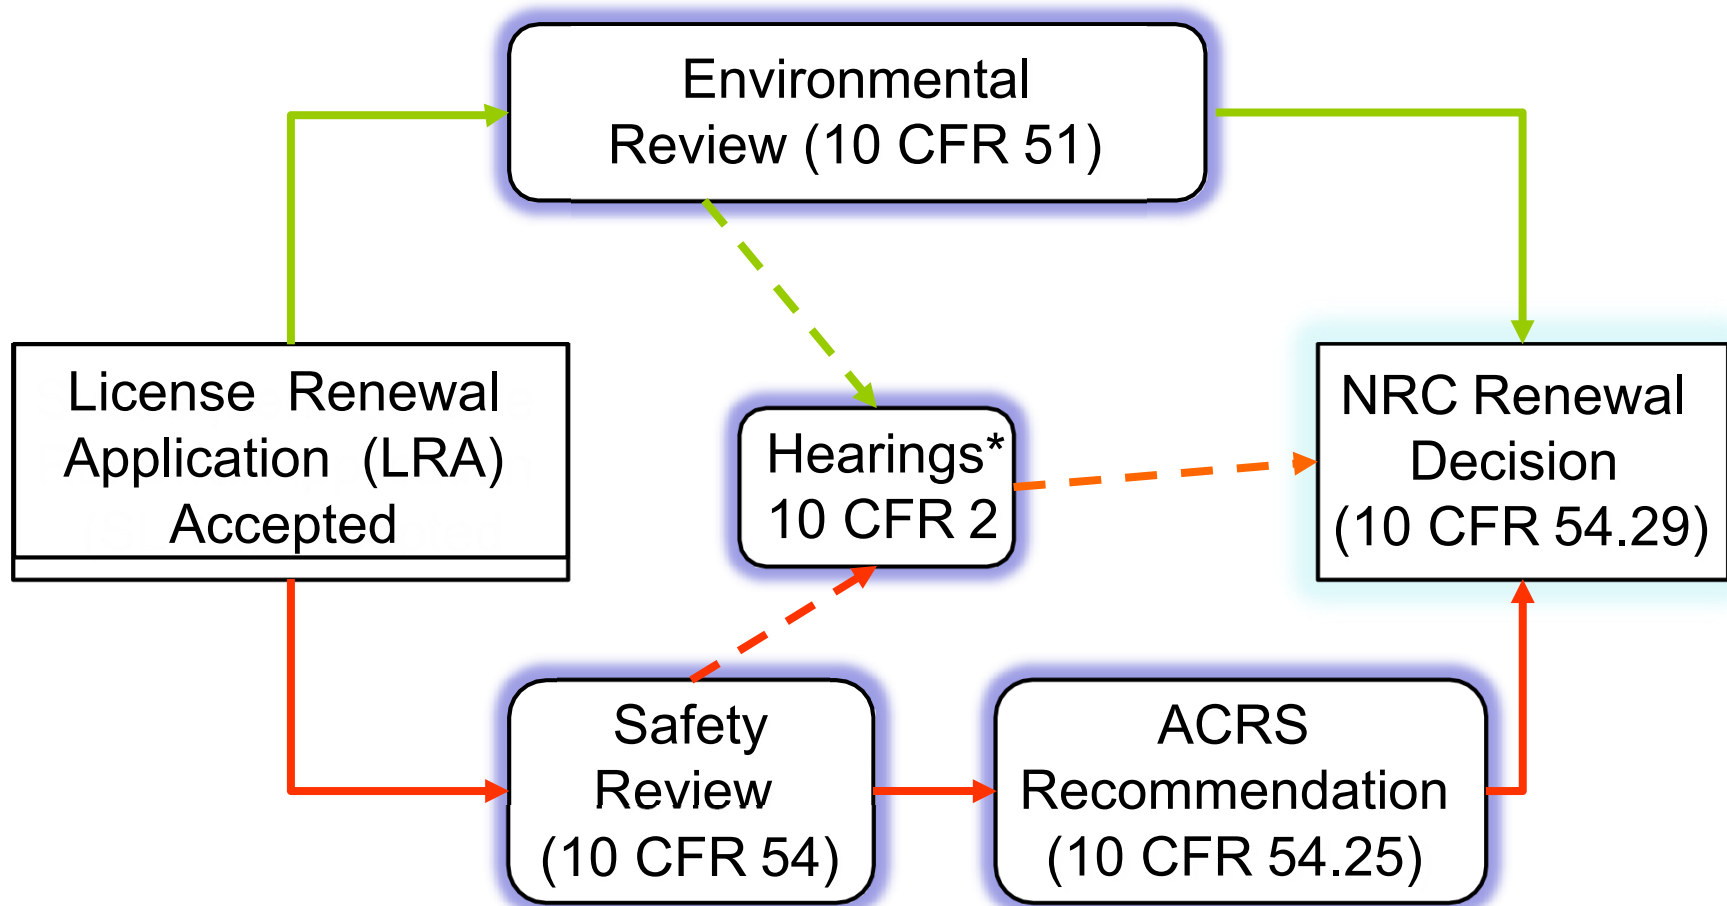 Environmental
Review (10 CFR 51)
License Renewal
Application (LRA)
Accepted
Hearings*
10 CFR 2
NRC Renewal
Decision
(10 CFR 54.29)
Safety
Review
(10 CFR 54)
ACRS
Recommendation
(10 CFR 54.25)